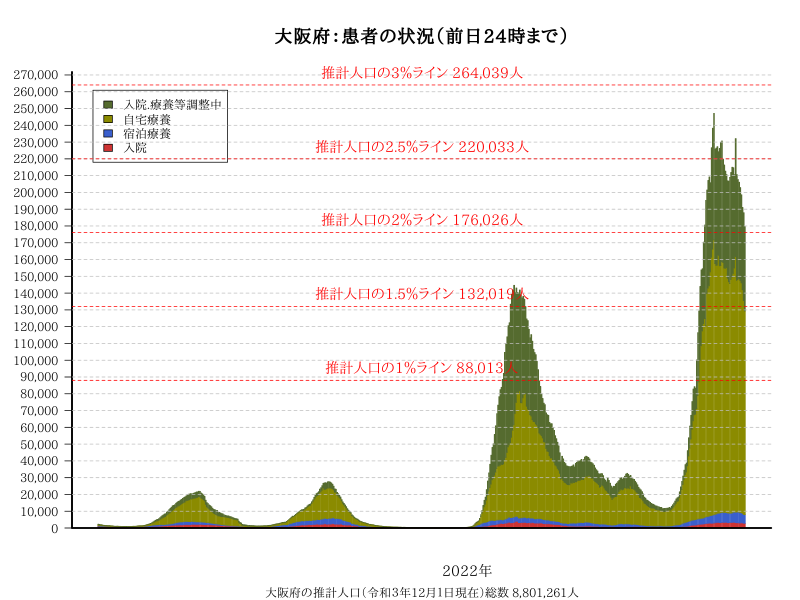 大阪府：患者の状況（前日24時まで）
270,000
260,000
250,000
240,000
230,000
220,000
210,000
200,000
190,000
180,000
170,000
160,000
150,000
140,000
130,000
120,000
110,000
100,000
90,000
80,000
70,000
60,000
50,000
40,000
30,000
20,000
10,000
0
推計人口の3%ライン 264,039人
入院,療養等調整中
自宅療養
宿泊療養
入院
推計人口の2.5%ライン 220,033人
推計人口の2%ライン 176,026人
推計人口の1.5%ライン 132,019人
推計人口の1%ライン 88,013人
2022年
大阪府の推計人口（令和3年12月1日現在）総数 8,801,261人